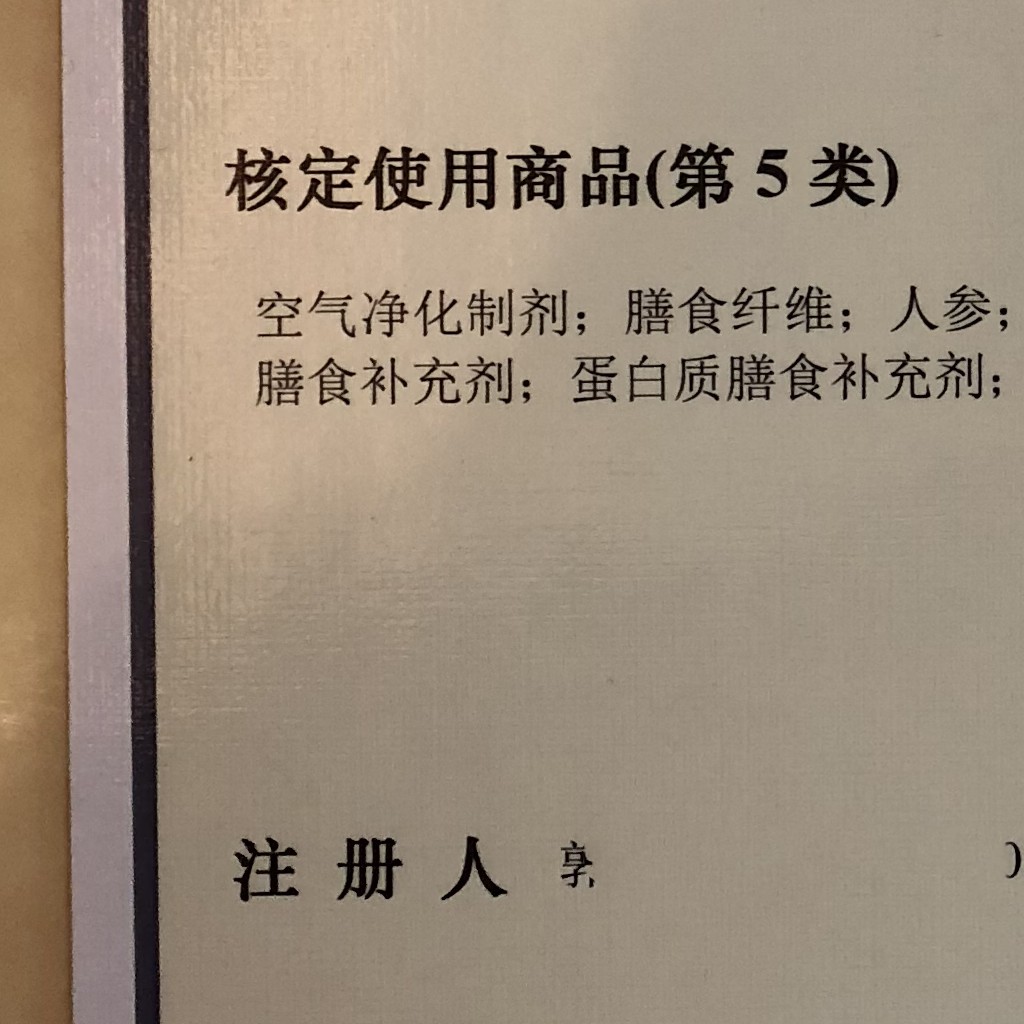 核定使用商品(第 5 类)
空气净化制剂；膳食纤维；人参；
膳食补充剂；蛋白质膳食补充剂；
注 册 人
)